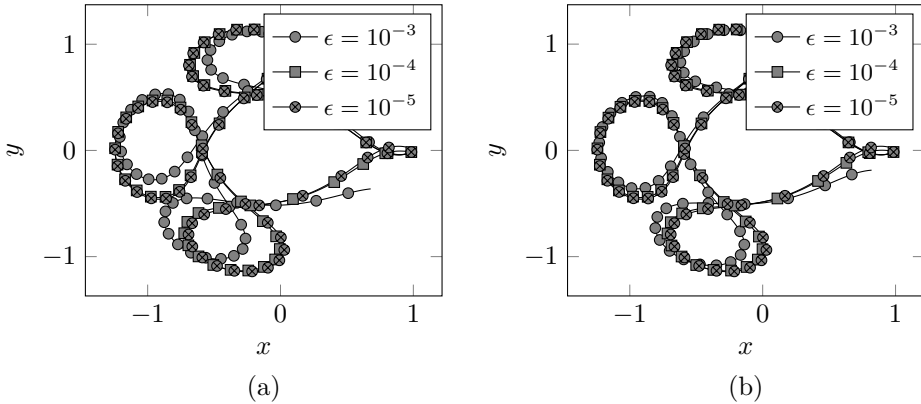 1
0
−1
y
ϵ = 10⁻³
ϵ = 10⁻⁴
ϵ = 10⁻⁵
−1 0 1
x
(a)
1
0
−1
y
ϵ = 10⁻³
ϵ = 10⁻⁴
ϵ = 10⁻⁵
−1 0 1
x
(b)